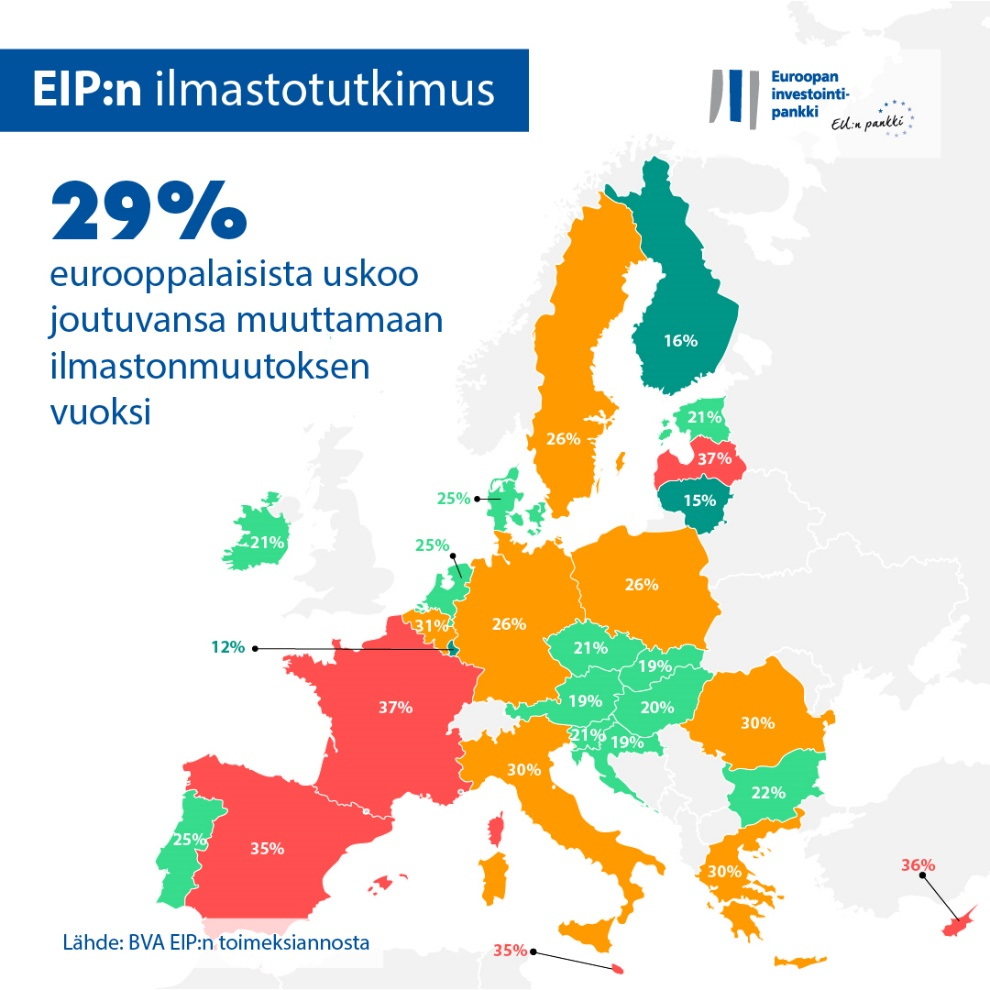 EIP:n ilmastotutkimus
Euroopan
investointi-
pankki
EU:n pankki
29%
eurooppalaisista uskoo
joutuvansa muuttamaan
ilmastonmuutoksen
vuoksi
16%
26%
21%
37%
15%
25%
21%
25%
26%
31%
26%
12%
21%
19%
19%
20%
37%
21%
19%
30%
30%
22%
25%
35%
30%
36%
35%
Lähde: BVA EIP:n toimeksiannosta